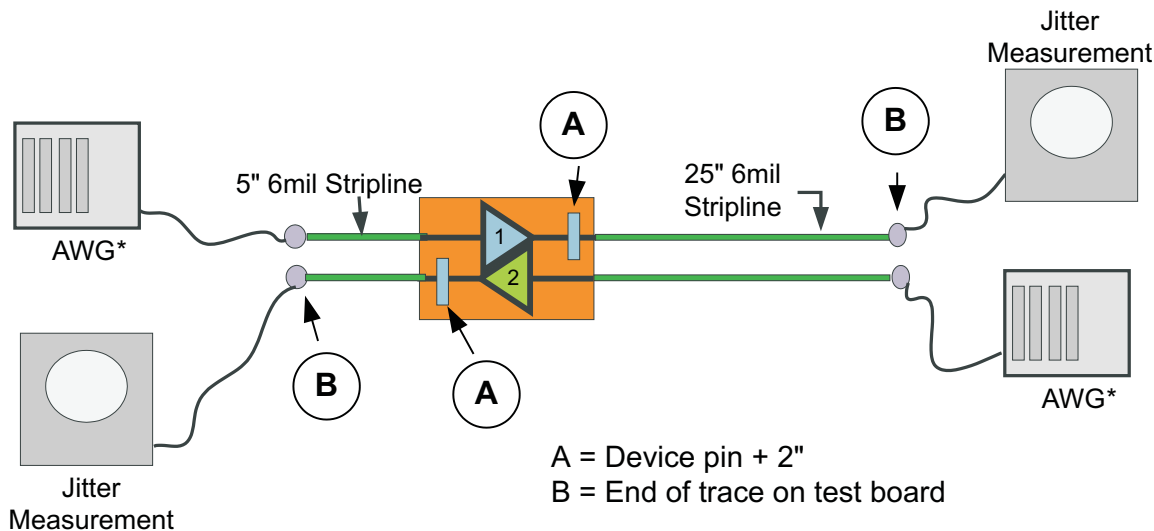 Jitter
Measurement
A
B
5" 6mil Stripline
25" 6mil
Stripline
AWG*
1
2
B
A
AWG*
A = Device pin + 2"
B = End of trace on test board
Jitter
Measurement